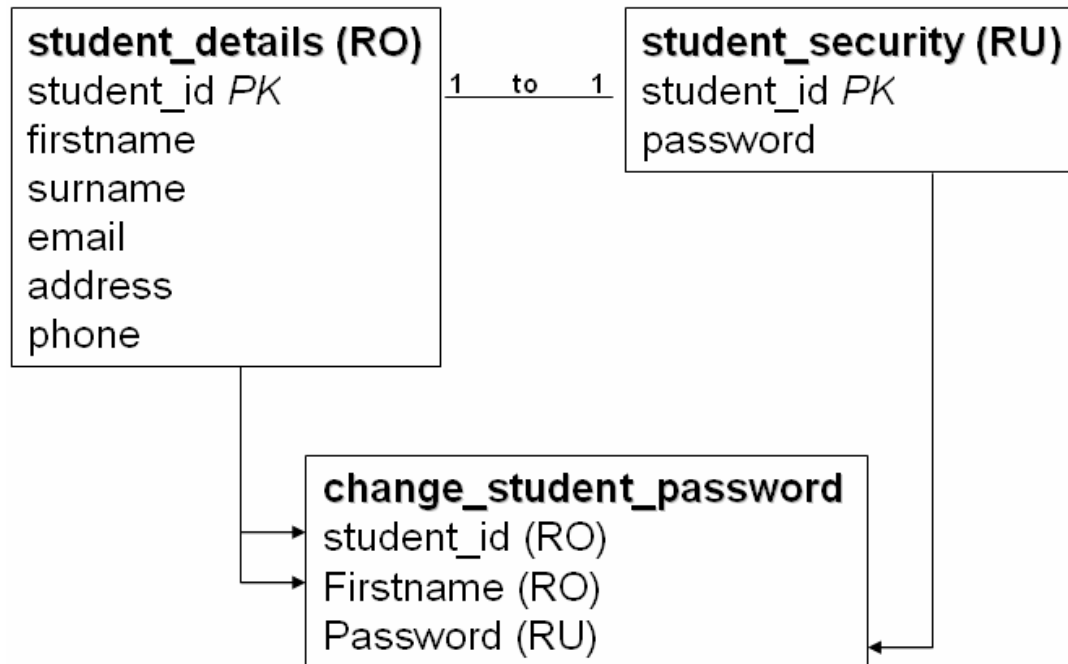 student_details (RO)
student_id PK
firstname
surname
email
address
phone
1 to 1
student_security (RU)
student_id PK
password
change_student_password
student_id (RO)
Firstname (RO)
Password (RU)